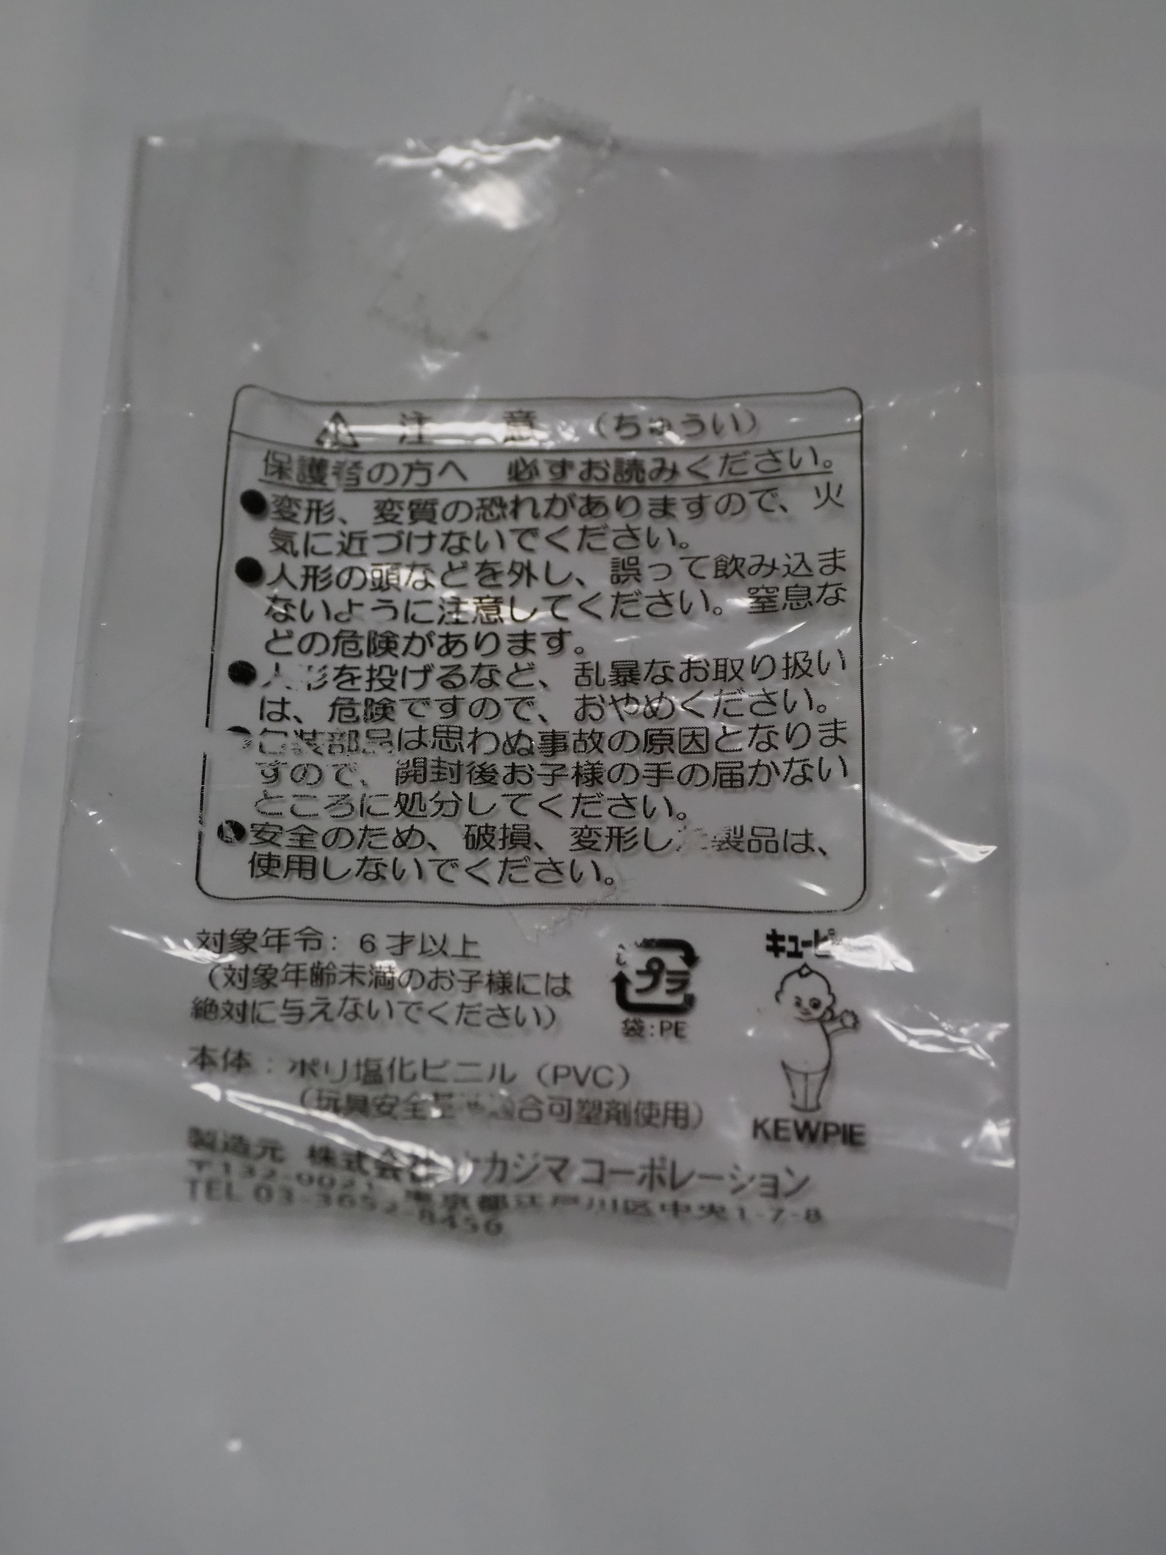 注 意 (ちゅうい)
保護者の方へ 必ずお読みください。
●変形、変質の恐れがありますので、火
気に近づけないでください。
●人形の頭などを外し、誤って飲み込ま
ないように注意してください。窒息な
どの危険があります。
●人形を投げるなど、乱暴なお取り扱い
は、危険ですので、おやめください。
●包装部品は思わぬ事故の原因となりま
すので、開封後お子様の手の届かない
ところに処分してください。
●安全のため、破損、変形した製品は、
使用しないでください。
対象年令: 6才以上
(対象年齢未満のお子様には
絶対に与えないでください)
プラ
袋:PE
キューピー
KEWPIE
本体: ポリ塩化ビニル (PVC)
(玩具安全基準適合可塑剤使用)
製造元 株式会社ナカジマコーポレーション
〒132-0021 東京都江戸川区中央1-7-8
TEL 03-3652-8456